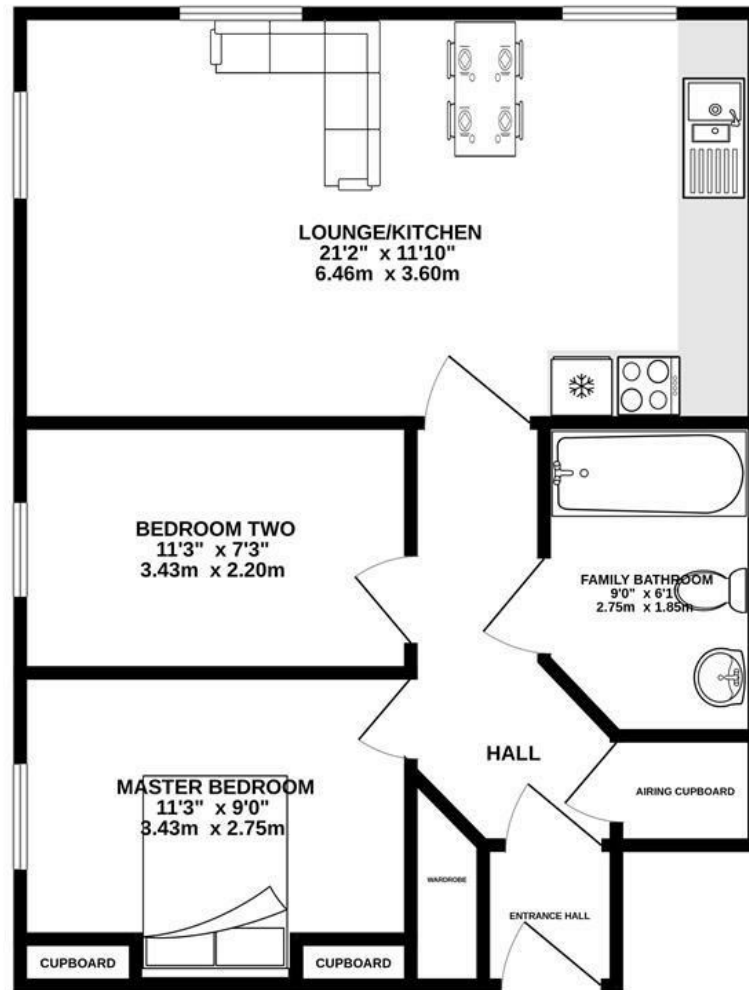 LOUNGE/KITCHEN
21'2" x 11'10"
6.46m x 3.60m
BEDROOM TWO
11'3" x 7'3"
3.43m x 2.20m
FAMILY BATHROOM
9'0" x 6'1"
2.75m x 1.85m
HALL
MASTER BEDROOM
11'3" x 9'0"
3.43m x 2.75m
AIRING CUPBOARD
WARDROBE
ENTRANCE HALL
CUPBOARD
CUPBOARD